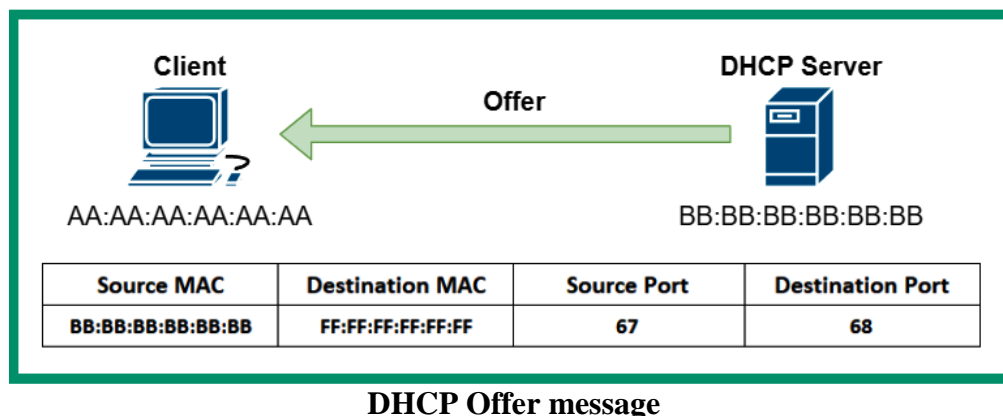 Client DHCP Server
Offer
AA:AA:AA:AA:AA:AA BB:BB:BB:BB:BB:BB
Source MAC Destination MAC Source Port Destination Port
BB:BB:BB:BB:BB:BB FF:FF:FF:FF:FF:FF 67 68
DHCP Offer message